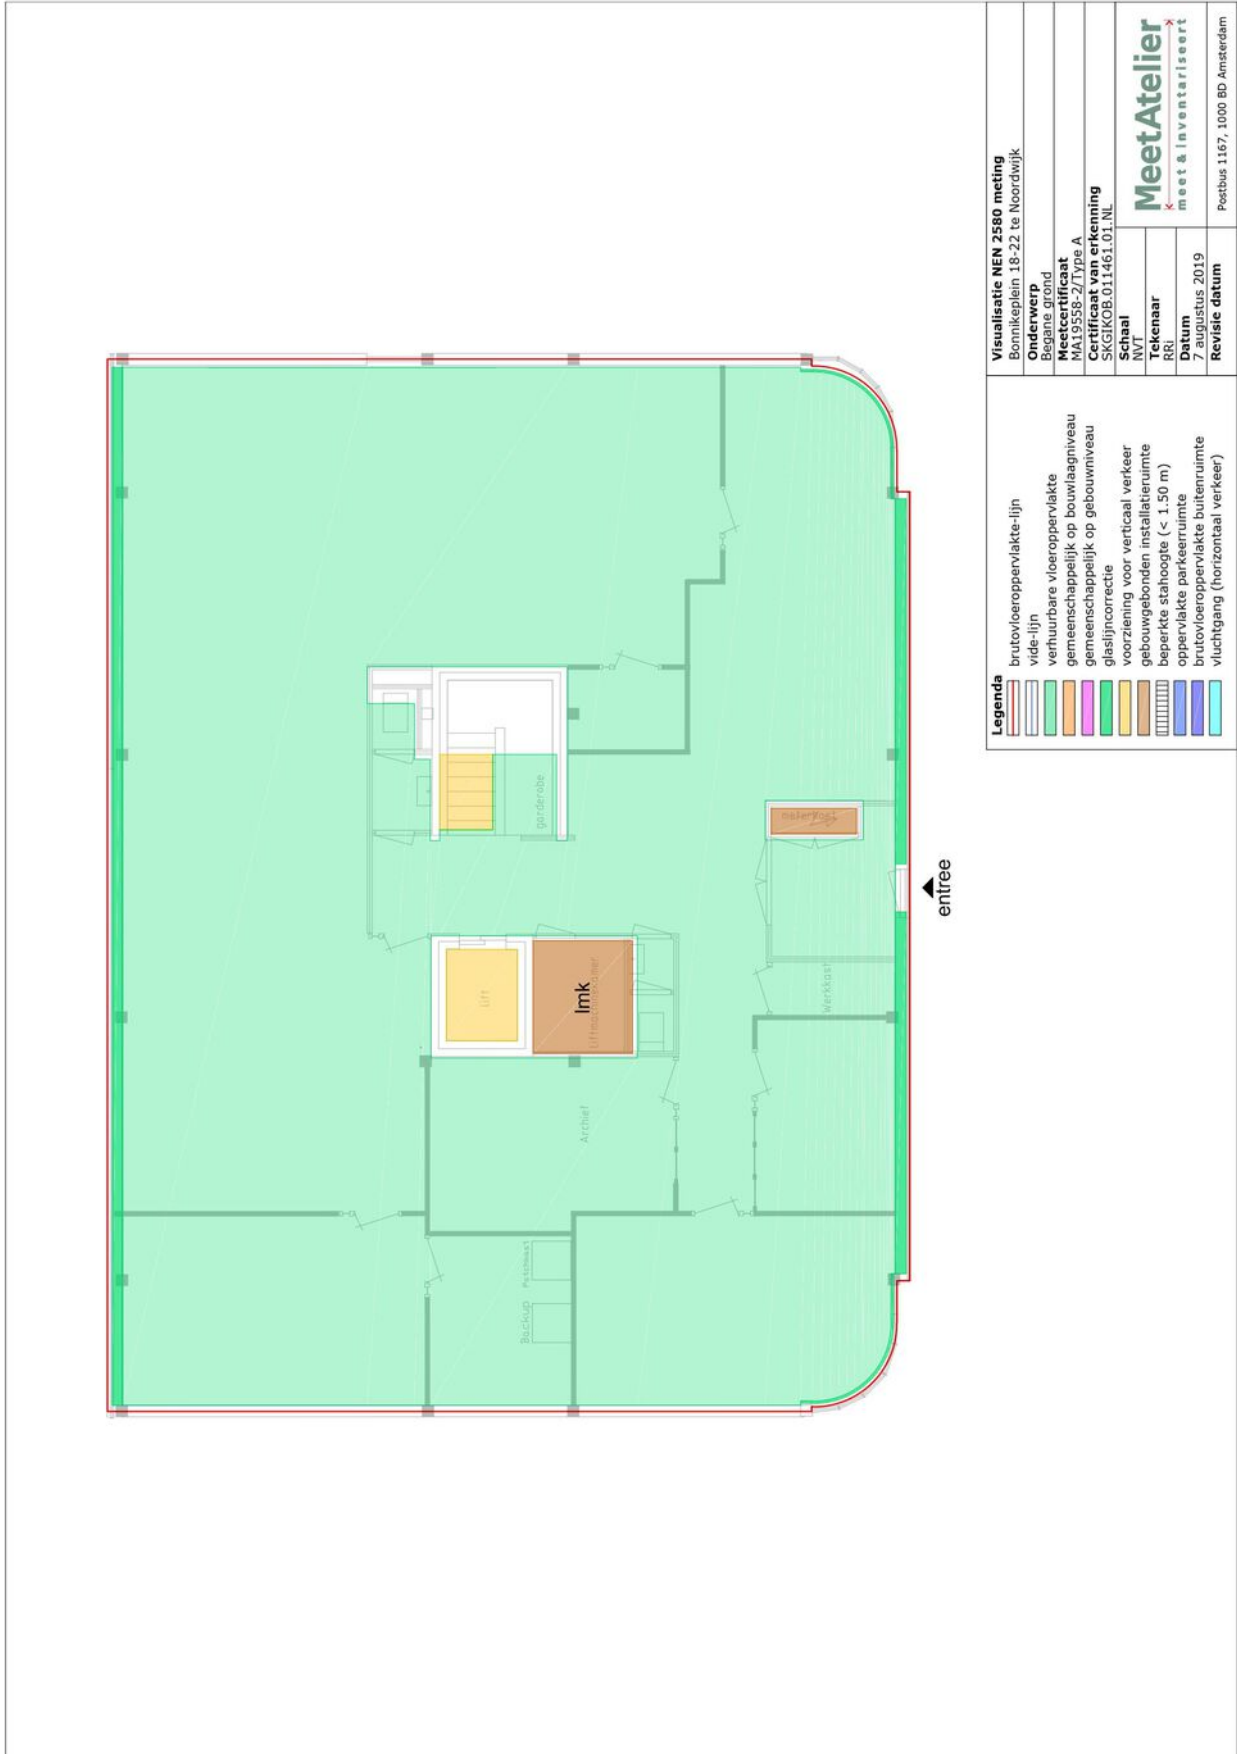 garderobe
meterkast
Lift
lmk
Liftmachinekamer
Werkkast
Archief
Backup Patchkast
entree
Legenda
brutovloeroppervlakte-lijn
vide-lijn
verhuurbare vloeroppervlakte
gemeenschappelijk op bouwlaagniveau
gemeenschappelijk op gebouwniveau
glaslijncorrectie
voorziening voor verticaal verkeer
gebouwgebonden installatieruimte
beperkte stahoogte (< 1.50 m)
oppervlakte parkeerruimte
brutovloeroppervlakte buitenruimte
vluchtgang (horizontaal verkeer)
Visualisatie NEN 2580 meting
Bonnikeplein 18-22 te Noordwijk
Onderwerp
Begane grond
Meetcertificaat
MA19558-2/Type A
Certificaat van erkenning
SKGIKOB.011461.01.NL
Schaal
NVT
Tekenaar
RRi
Datum
7 augustus 2019
Revisie datum
MeetAtelier
meet & inventariseert
Postbus 1167, 1000 BD Amsterdam